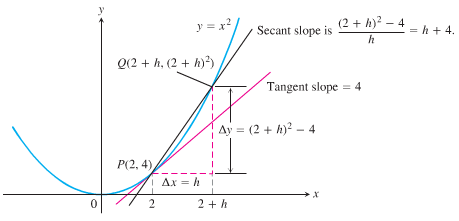 y
y = x²
Secant slope is (2 + h)² − 4 / h = h + 4.
Q(2 + h, (2 + h)²)
Tangent slope = 4
Δy = (2 + h)² − 4
P(2, 4)
Δx = h
x
0 2 2 + h